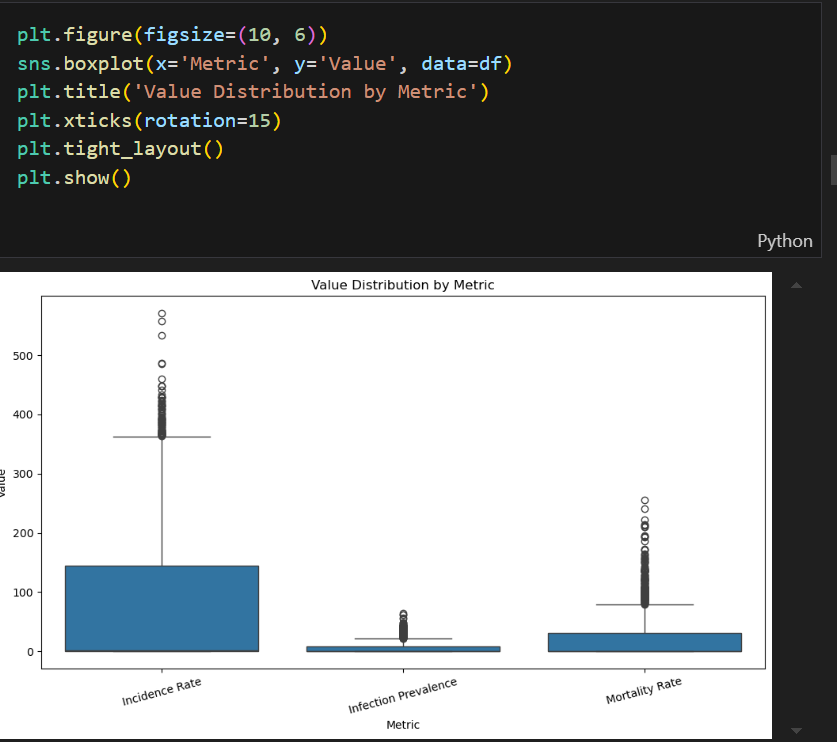 plt.figure(figsize=(10, 6))
sns.boxplot(x='Metric', y='Value', data=df)
plt.title('Value Distribution by Metric')
plt.xticks(rotation=15)
plt.tight_layout()
plt.show()
Python
Value Distribution by Metric
500
400
300
200
100
0
Value
Incidence Rate
Infection Prevalence
Mortality Rate
Metric